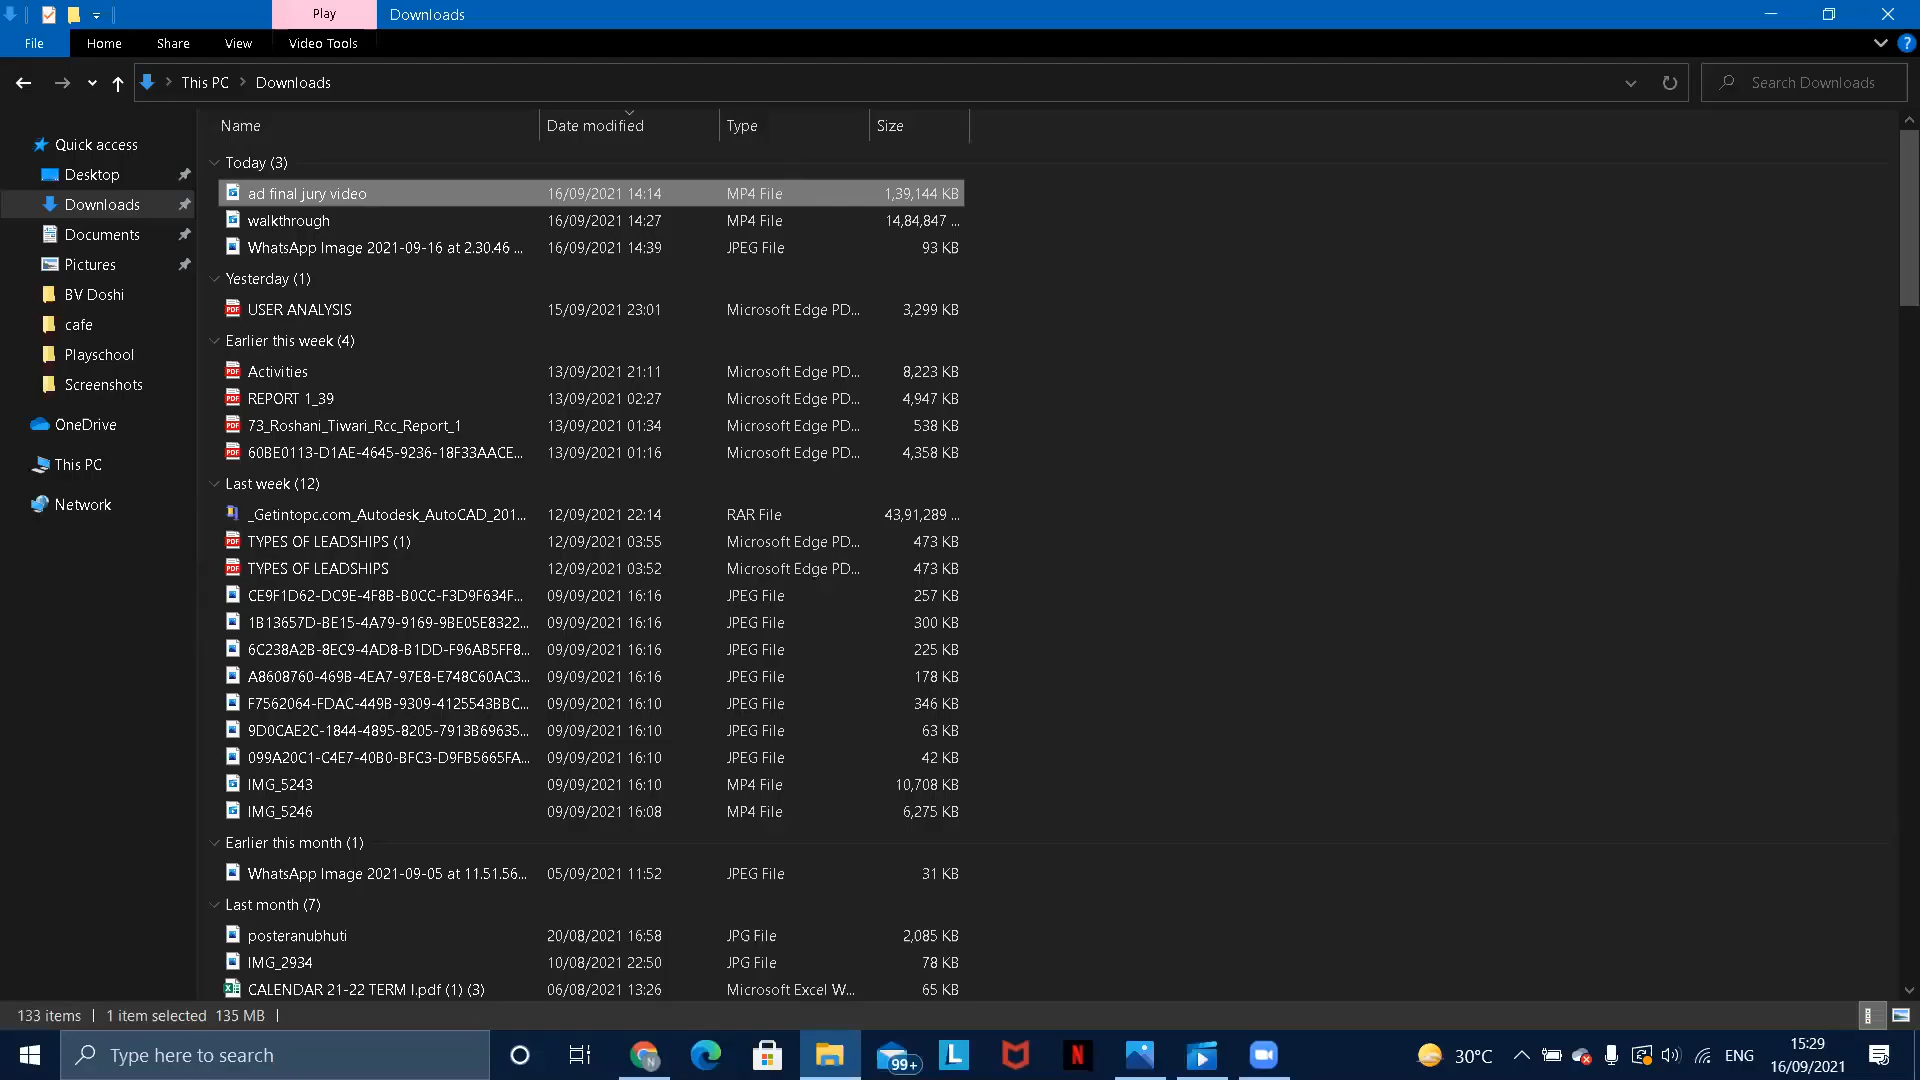 Play Downloads
File Home Share View Video Tools
This PC Downloads Search Downloads
Name Date modified Type Size
Quick access
Desktop
Downloads
Documents
Pictures
BV Doshi
cafe
Playschool
Screenshots
OneDrive
This PC
Network
Today (3)
ad final jury video 16/09/2021 14:14 MP4 File 1,39,144 KB
walkthrough 16/09/2021 14:27 MP4 File 14,84,847 ...
WhatsApp Image 2021-09-16 at 2.30.46 ... 16/09/2021 14:39 JPEG File 93 KB
Yesterday (1)
USER ANALYSIS 15/09/2021 23:01 Microsoft Edge PD... 3,299 KB
Earlier this week (4)
Activities 13/09/2021 21:11 Microsoft Edge PD... 8,223 KB
REPORT 1_39 13/09/2021 02:27 Microsoft Edge PD... 4,947 KB
73_Roshani_Tiwari_Rcc_Report_1 13/09/2021 01:34 Microsoft Edge PD... 538 KB
60BE0113-D1AE-4645-9236-18F33AACE... 13/09/2021 01:16 Microsoft Edge PD... 4,358 KB
Last week (12)
_Getintopc.com_Autodesk_AutoCAD_201... 12/09/2021 22:14 RAR File 43,91,289 ...
TYPES OF LEADSHIPS (1) 12/09/2021 03:55 Microsoft Edge PD... 473 KB
TYPES OF LEADSHIPS 12/09/2021 03:52 Microsoft Edge PD... 473 KB
CE9F1D62-DC9E-4F8B-B0CC-F3D9F634F... 09/09/2021 16:16 JPEG File 257 KB
1B13657D-BE15-4A79-9169-9BE05E8322... 09/09/2021 16:16 JPEG File 300 KB
6C238A2B-8EC9-4AD8-B1DD-F96AB5FF8... 09/09/2021 16:16 JPEG File 225 KB
A8608760-469B-4EA7-97E8-E748C60AC3... 09/09/2021 16:16 JPEG File 178 KB
F7562064-FDAC-449B-9309-4125543BBC... 09/09/2021 16:10 JPEG File 346 KB
9D0CAE2C-1844-4895-8205-7913B69635... 09/09/2021 16:10 JPEG File 63 KB
099A20C1-C4E7-40B0-BFC3-D9FB5665FA... 09/09/2021 16:10 JPEG File 42 KB
IMG_5243 09/09/2021 16:10 MP4 File 10,708 KB
IMG_5246 09/09/2021 16:08 MP4 File 6,275 KB
Earlier this month (1)
WhatsApp Image 2021-09-05 at 11.51.56... 05/09/2021 11:52 JPEG File 31 KB
Last month (7)
posteranubhuti 20/08/2021 16:58 JPG File 2,085 KB
IMG_2934 10/08/2021 22:50 JPG File 78 KB
CALENDAR 21-22 TERM I.pdf (1) (3) 06/08/2021 13:26 Microsoft Excel W... 65 KB
133 items 1 item selected 135 MB
Type here to search 99+ 30°C ENG 15:29
16/09/2021